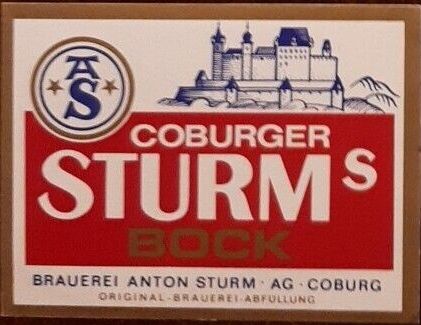 AS
COBURGER
STURMS
BOCK
BRAUEREI ANTON STURM · AG · COBURG
ORIGINAL-BRAUEREI-ABFÜLLUNG